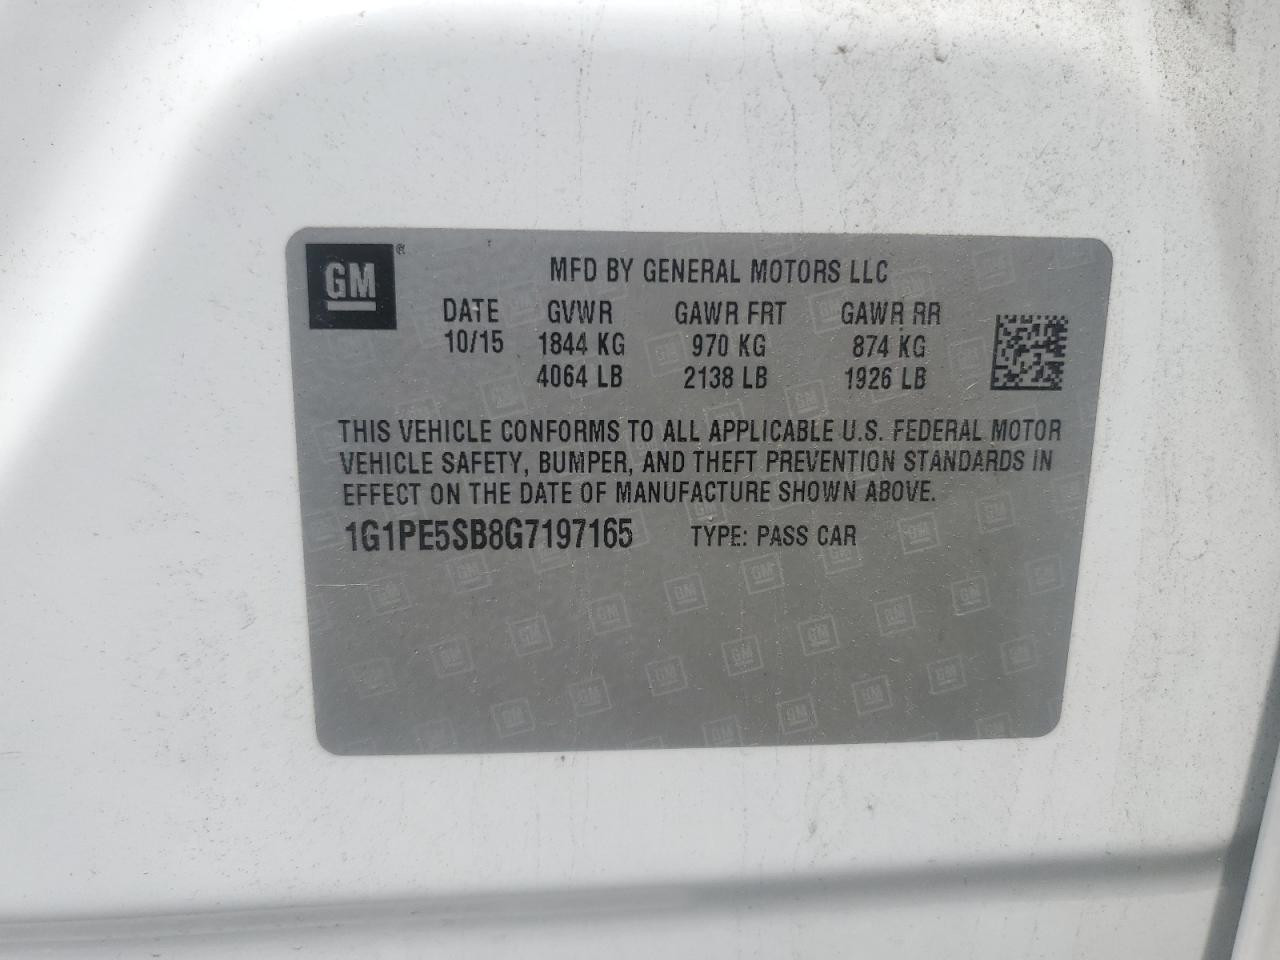 GM ® MFD BY GENERAL MOTORS LLC
DATE GVWR GAWR FRT GAWR RR
10/15 1844 KG 970 KG 874 KG
4064 LB 2138 LB 1926 LB
THIS VEHICLE CONFORMS TO ALL APPLICABLE U.S. FEDERAL MOTOR
VEHICLE SAFETY, BUMPER, AND THEFT PREVENTION STANDARDS IN
EFFECT ON THE DATE OF MANUFACTURE SHOWN ABOVE.
1G1PE5SB8G7197165 TYPE: PASS CAR